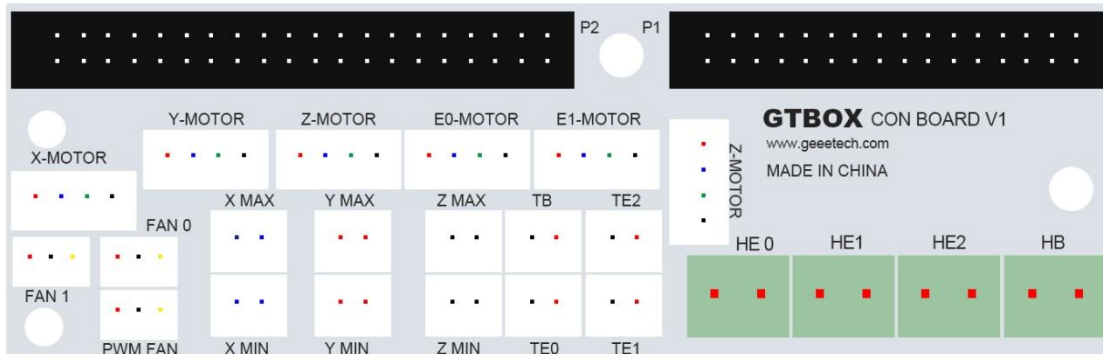 P2 P1
Y-MOTOR Z-MOTOR E0-MOTOR E1-MOTOR
GTBOX CON BOARD V1
www.geeetech.com
MADE IN CHINA
X-MOTOR
Z-MOTOR
X MAX Y MAX Z MAX TB TE2
FAN 0
HE 0 HE1 HE2 HB
FAN 1
PWM FAN X MIN Y MIN Z MIN TE0 TE1